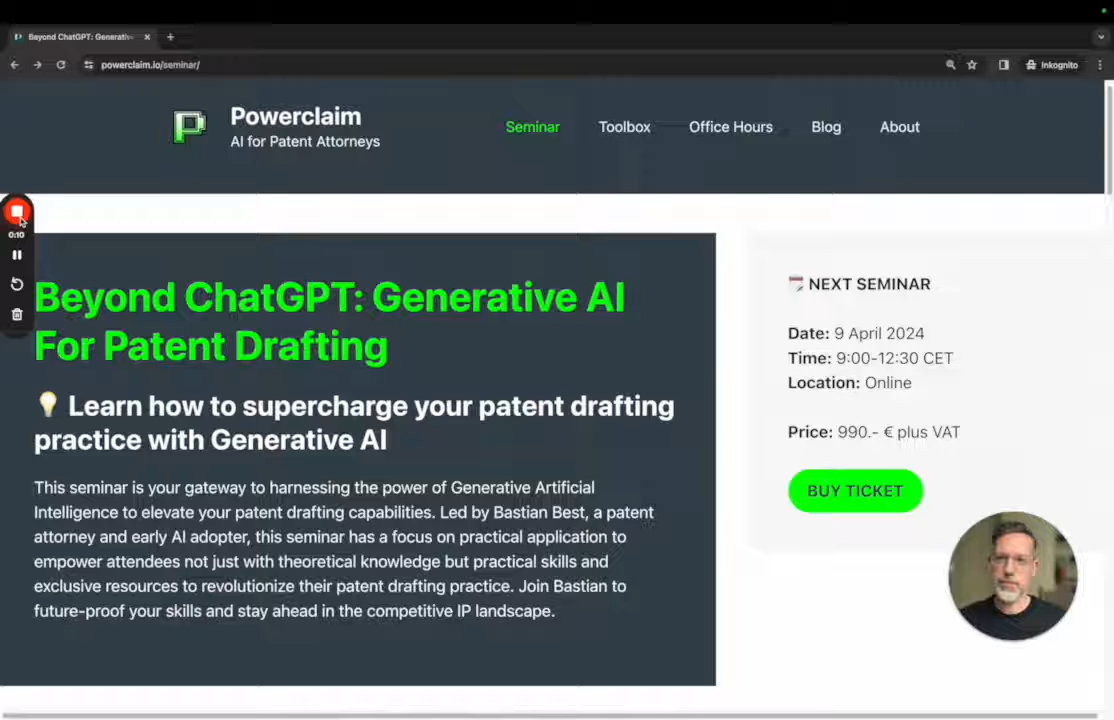 Beyond ChatGPT: Generativ
powerclaim.io/seminar/
Inkognito
Powerclaim
AI for Patent Attorneys
Seminar
Toolbox
Office Hours
Blog
About
0:10
Beyond ChatGPT: Generative AI
For Patent Drafting
Learn how to supercharge your patent drafting
practice with Generative AI
This seminar is your gateway to harnessing the power of Generative Artificial
Intelligence to elevate your patent drafting capabilities. Led by Bastian Best, a patent
attorney and early AI adopter, this seminar has a focus on practical application to
empower attendees not just with theoretical knowledge but practical skills and
exclusive resources to revolutionize their patent drafting practice. Join Bastian to
future-proof your skills and stay ahead in the competitive IP landscape.
NEXT SEMINAR
Date: 9 April 2024
Time: 9:00-12:30 CET
Location: Online
Price: 990.- € plus VAT
BUY TICKET